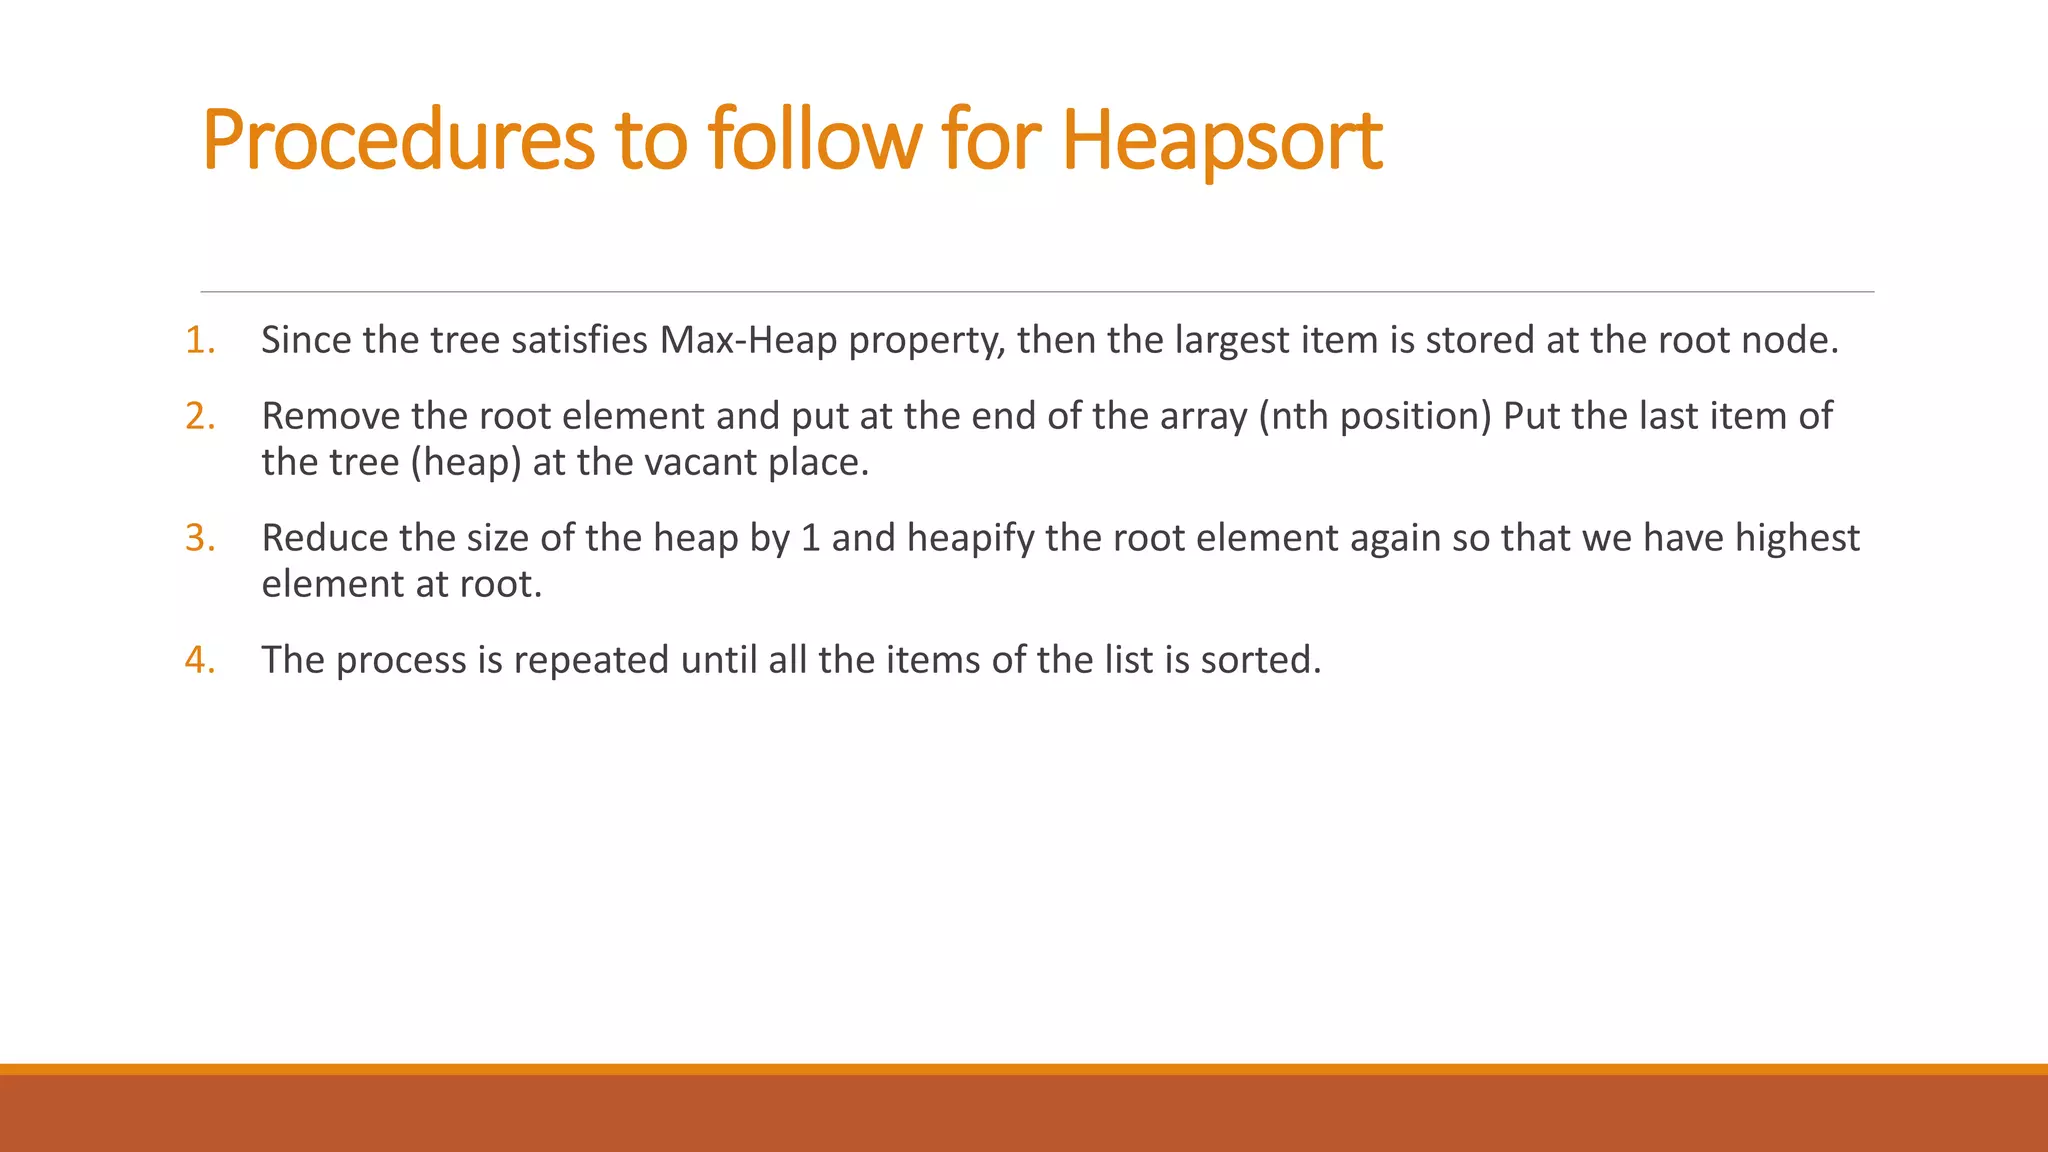 Procedures to follow for Heapsort
1. Since the tree satisfies Max-Heap property, then the largest item is stored at the root node.
2. Remove the root element and put at the end of the array (nth position) Put the last item of
the tree (heap) at the vacant place.
3. Reduce the size of the heap by 1 and heapify the root element again so that we have highest
element at root.
4. The process is repeated until all the items of the list is sorted.